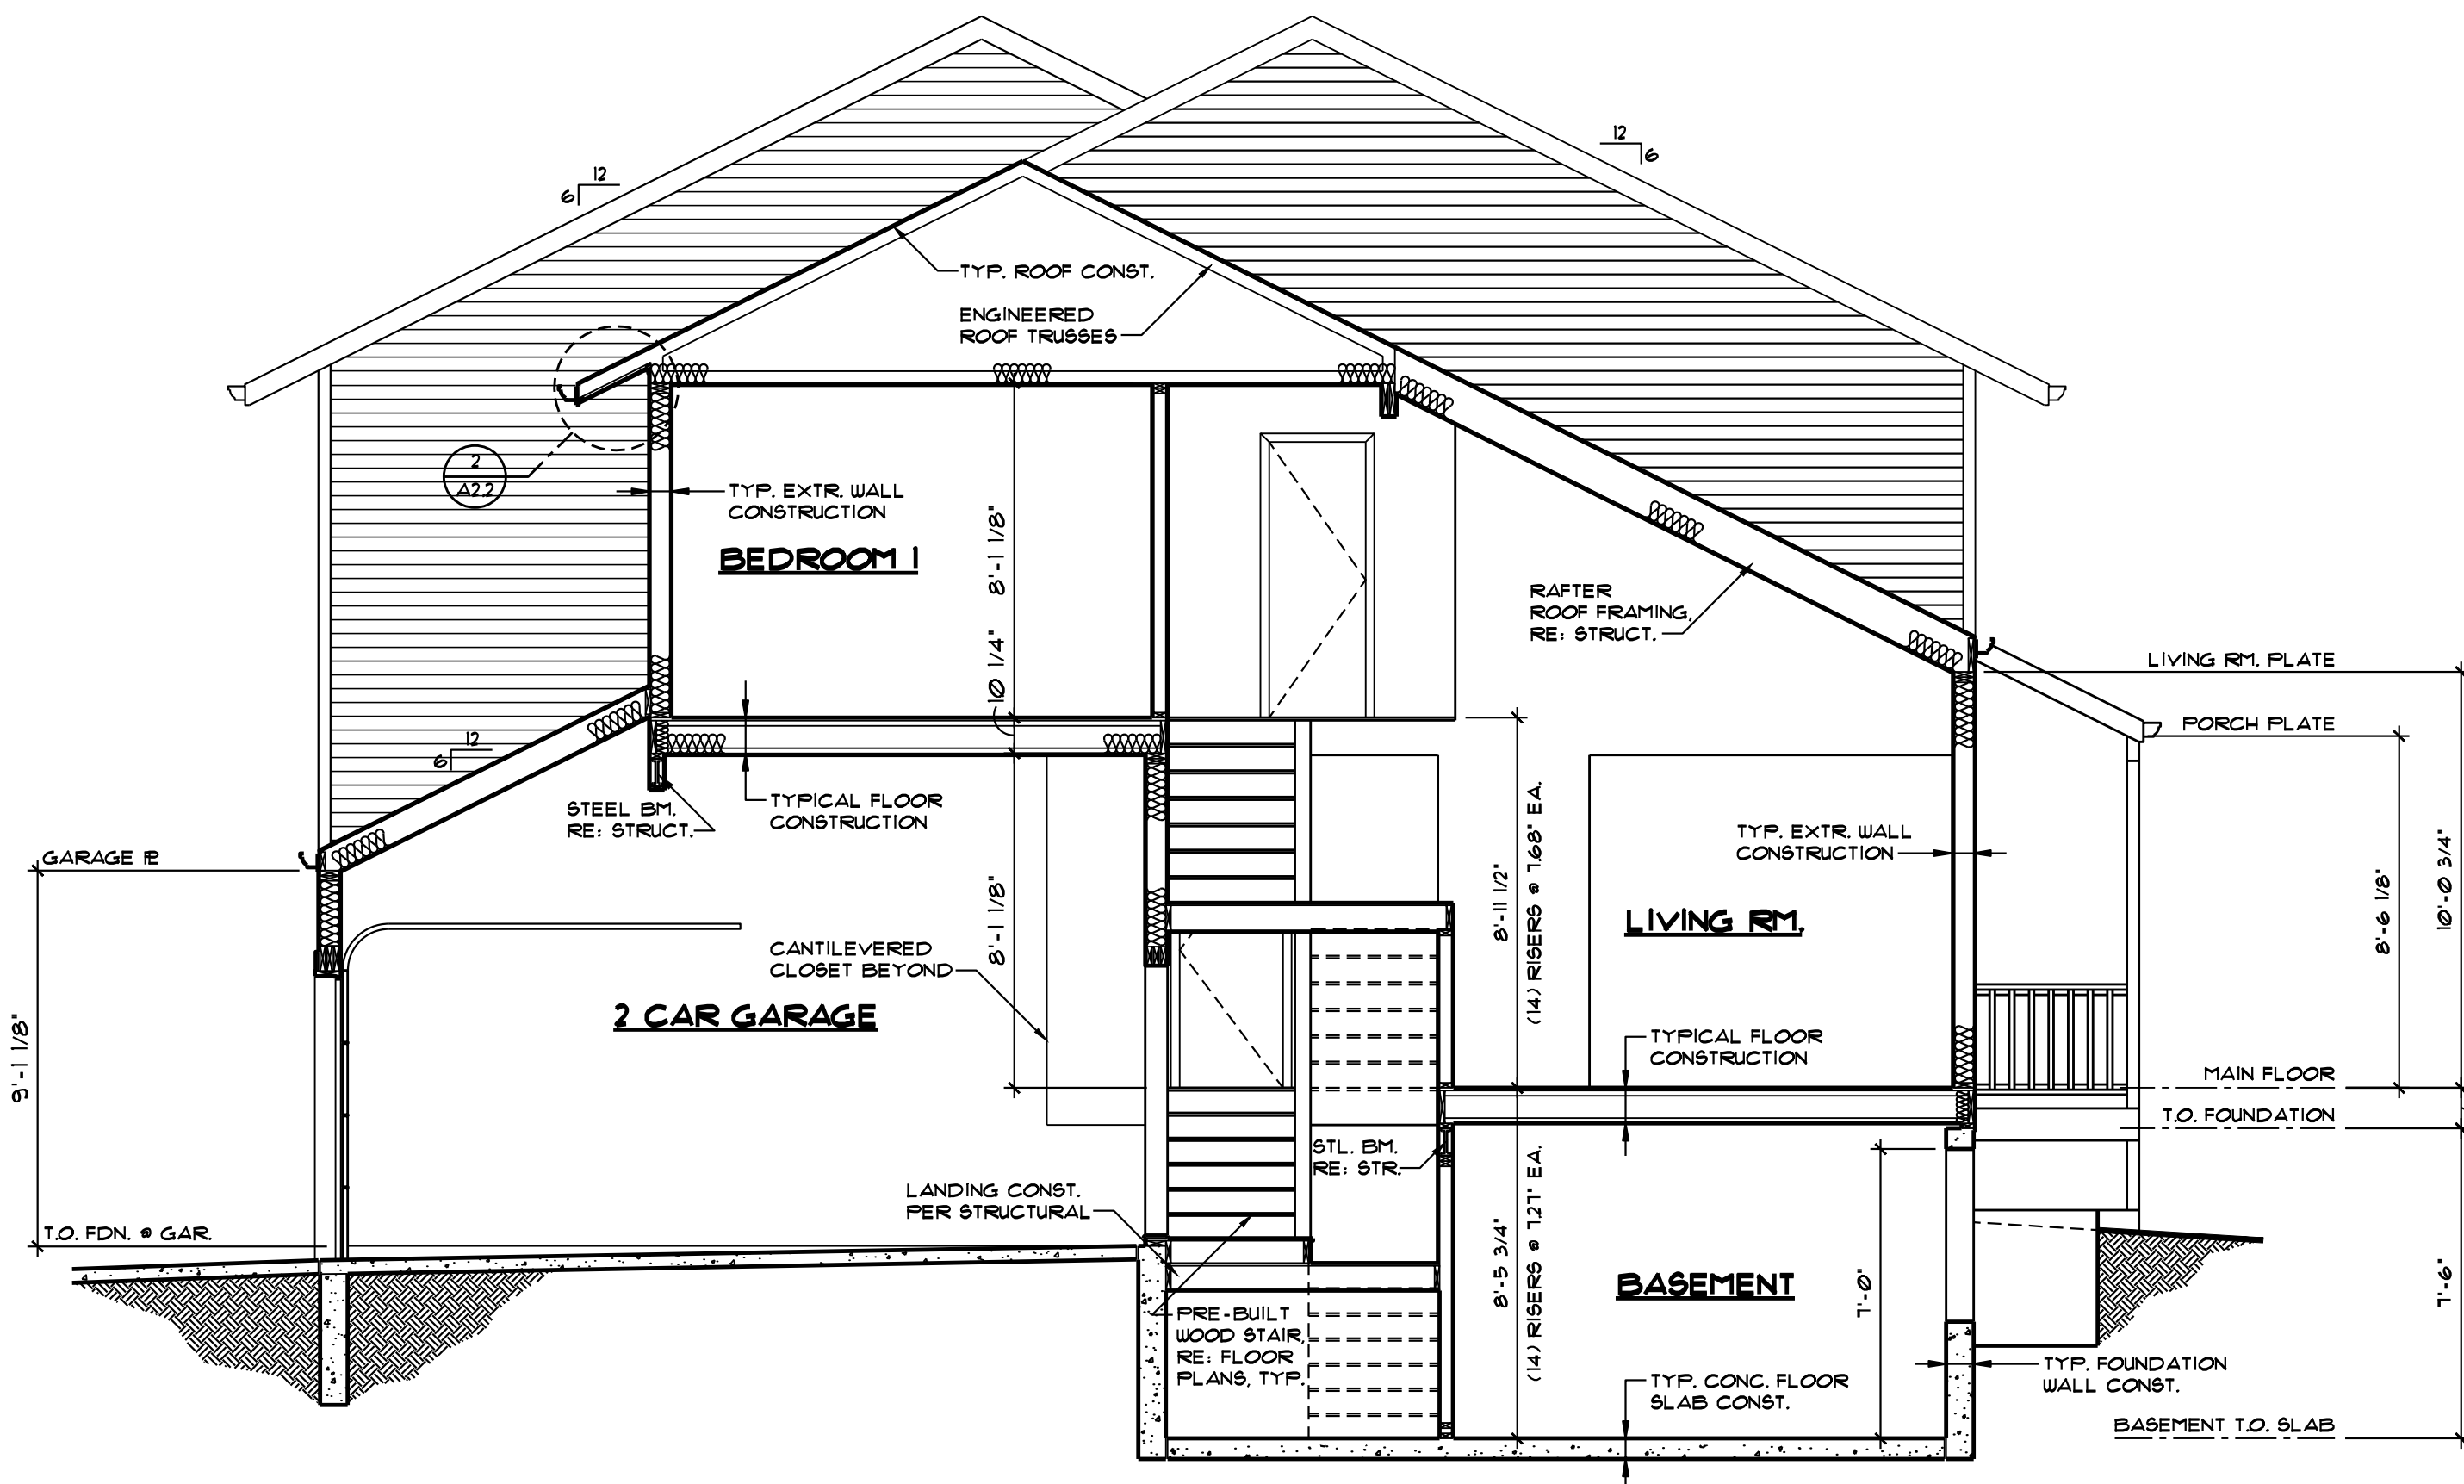 12
6
12
6
TYP. ROOF CONST.
ENGINEERED
ROOF TRUSSES
2
A2.2
TYP. EXTR. WALL
CONSTRUCTION
8'-1 1/8"
BEDROOM 1
RAFTER
ROOF FRAMING,
RE: STRUCT.
10 1/4"
LIVING RM. PLATE
PORCH PLATE
12
6
STEEL BM.
RE: STRUCT.
TYPICAL FLOOR
CONSTRUCTION
GARAGE PL
TYP. EXTR. WALL
CONSTRUCTION
8'-1 1/8"
8'-11 1/2"
(14) RISERS @ 7.68" EA.
8'-6 1/8"
10'-0 3/4"
LIVING RM.
CANTILEVERED
CLOSET BEYOND
2 CAR GARAGE
9'-1 1/8"
TYPICAL FLOOR
CONSTRUCTION
MAIN FLOOR
T.O. FOUNDATION
STL. BM.
RE: STR.
LANDING CONST.
PER STRUCTURAL
T.O. FDN. @ GAR.
8'-5 3/4"
(14) RISERS @ 7.27" EA.
BASEMENT
7'-0"
7'-6"
PRE-BUILT
WOOD STAIR,
RE: FLOOR
PLANS, TYP.
TYP. CONC. FLOOR
SLAB CONST.
TYP. FOUNDATION
WALL CONST.
BASEMENT T.O. SLAB